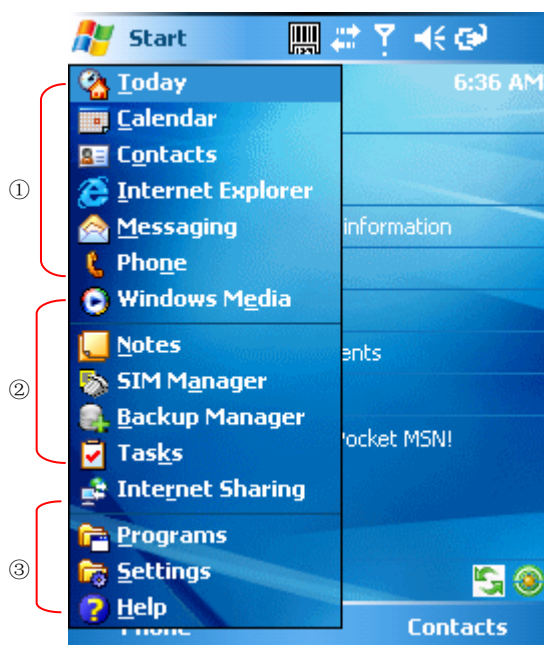 Start
Today
6:36 AM
Calendar
Contacts
①
Internet Explorer
Messaging
information
Phone
Windows Media
Notes
ents
②
SIM Manager
Backup Manager
Pocket MSN!
Tasks
Internet Sharing
Programs
③
Settings
Help
Phone
Contacts